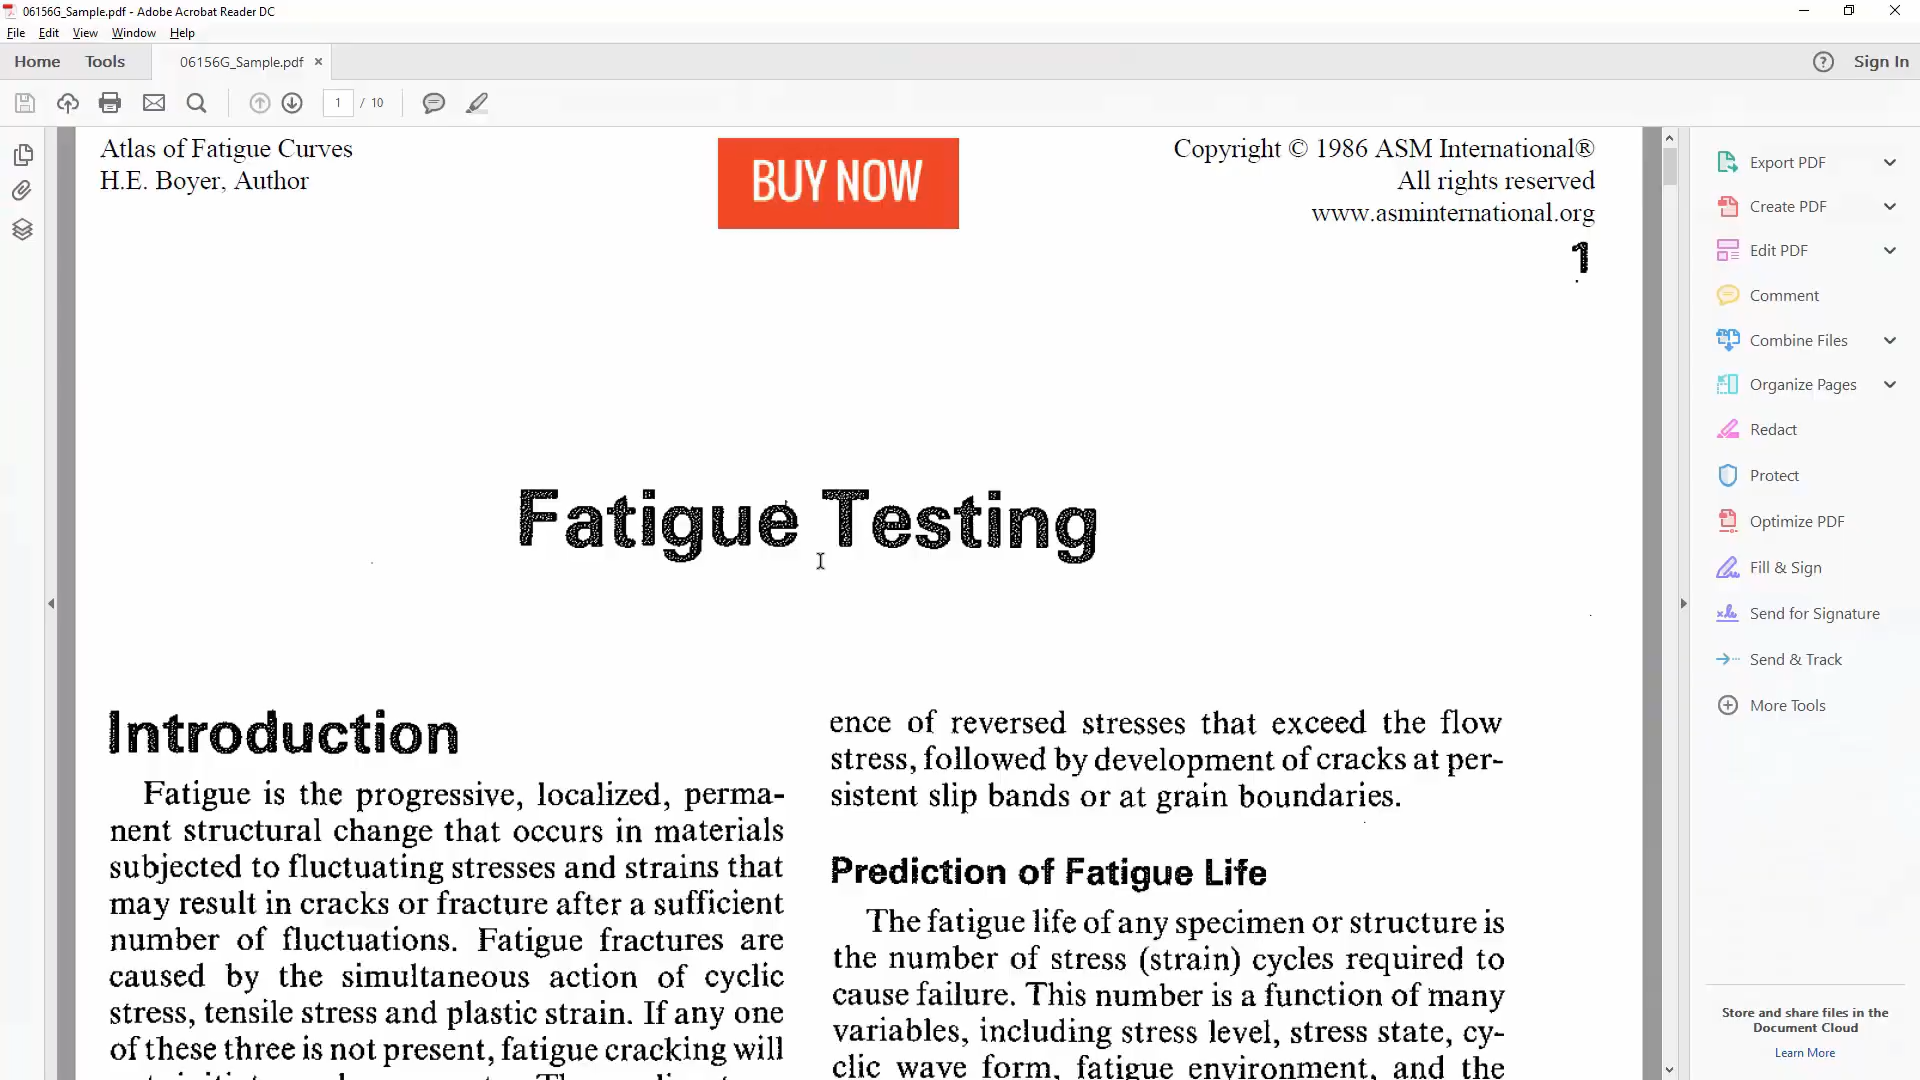 06156G_Sample.pdf - Adobe Acrobat Reader DC
File Edit View Window Help
Home Tools 06156G_Sample.pdf × Sign In
1 / 10
Atlas of Fatigue Curves
H.E. Boyer, Author
BUY NOW
Copyright © 1986 ASM International®
All rights reserved
www.asminternational.org
1
Fatigue Testing
Introduction
Fatigue is the progressive, localized, perma-
nent structural change that occurs in materials
subjected to fluctuating stresses and strains that
may result in cracks or fracture after a sufficient
number of fluctuations. Fatigue fractures are
caused by the simultaneous action of cyclic
stress, tensile stress and plastic strain. If any one
of these three is not present, fatigue cracking will
ence of reversed stresses that exceed the flow
stress, followed by development of cracks at per-
sistent slip bands or at grain boundaries.
Prediction of Fatigue Life
The fatigue life of any specimen or structure is
the number of stress (strain) cycles required to
cause failure. This number is a function of many
variables, including stress level, stress state, cy-
clic wave form, fatigue environment, and the
Export PDF
Create PDF
Edit PDF
Comment
Combine Files
Organize Pages
Redact
Protect
Optimize PDF
Fill & Sign
Send for Signature
Send & Track
More Tools
Store and share files in the
Document Cloud
Learn More